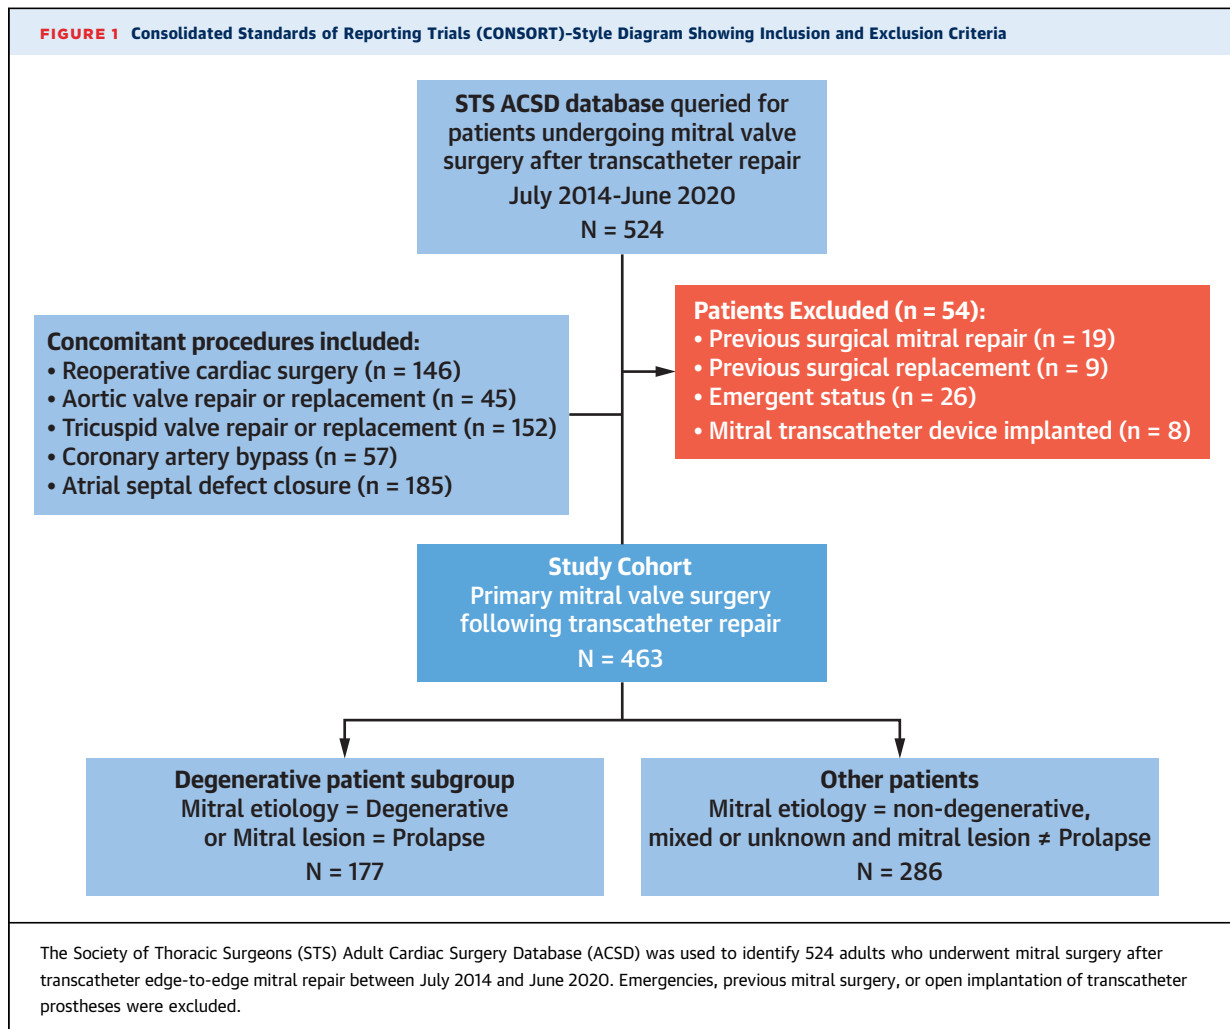 FIGURE 1 Consolidated Standards of Reporting Trials (CONSORT)-Style Diagram Showing Inclusion and Exclusion Criteria
STS ACSD database queried for
patients undergoing mitral valve
surgery after transcatheter repair
July 2014-June 2020
N = 524
Patients Excluded (n = 54):
• Previous surgical mitral repair (n = 19)
• Previous surgical replacement (n = 9)
• Emergent status (n = 26)
• Mitral transcatheter device implanted (n = 8)
Concomitant procedures included:
• Reoperative cardiac surgery (n = 146)
• Aortic valve repair or replacement (n = 45)
• Tricuspid valve repair or replacement (n = 152)
• Coronary artery bypass (n = 57)
• Atrial septal defect closure (n = 185)
Study Cohort
Primary mitral valve surgery
following transcatheter repair
N = 463
Degenerative patient subgroup
Mitral etiology = Degenerative
or Mitral lesion = Prolapse
N = 177
Other patients
Mitral etiology = non-degenerative,
mixed or unknown and mitral lesion ≠ Prolapse
N = 286
The Society of Thoracic Surgeons (STS) Adult Cardiac Surgery Database (ACSD) was used to identify 524 adults who underwent mitral surgery after
transcatheter edge-to-edge mitral repair between July 2014 and June 2020. Emergencies, previous mitral surgery, or open implantation of transcatheter
prostheses were excluded.